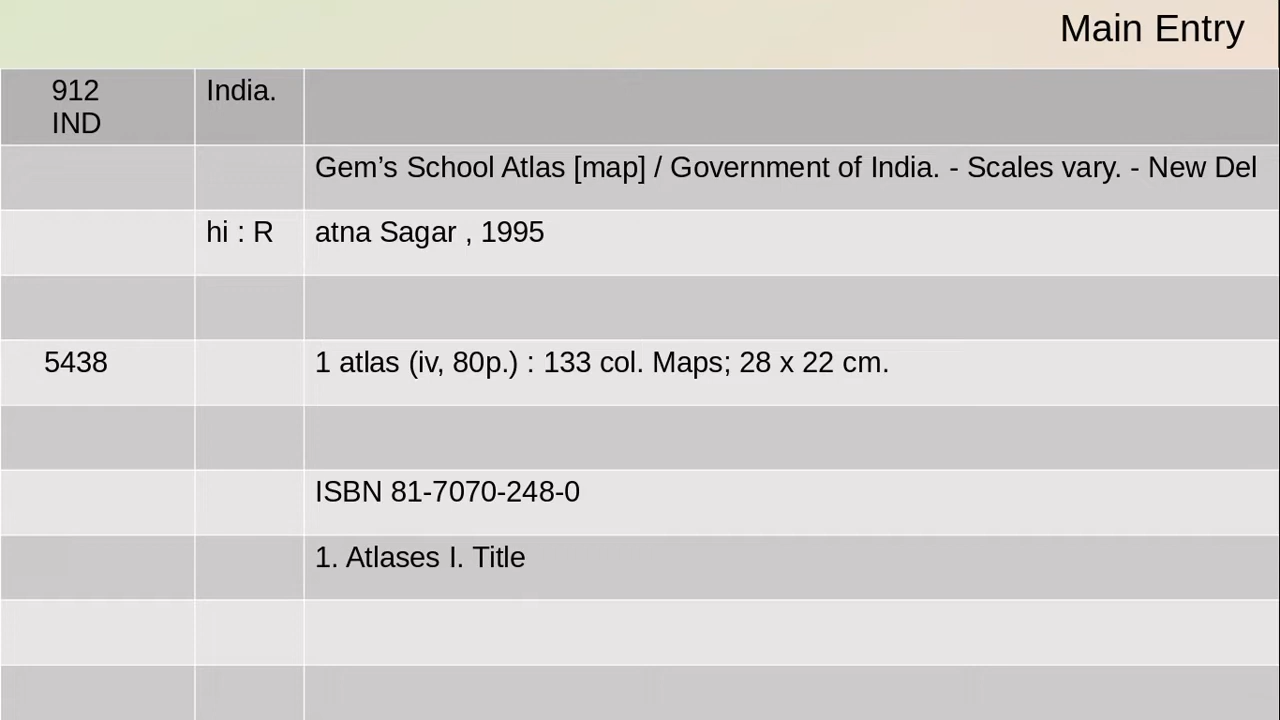 Main Entry
912 India.
IND
Gem’s School Atlas [map] / Government of India. - Scales vary. - New Del
hi : R atna Sagar , 1995
5438 1 atlas (iv, 80p.) : 133 col. Maps; 28 x 22 cm.
ISBN 81-7070-248-0
1. Atlases I. Title